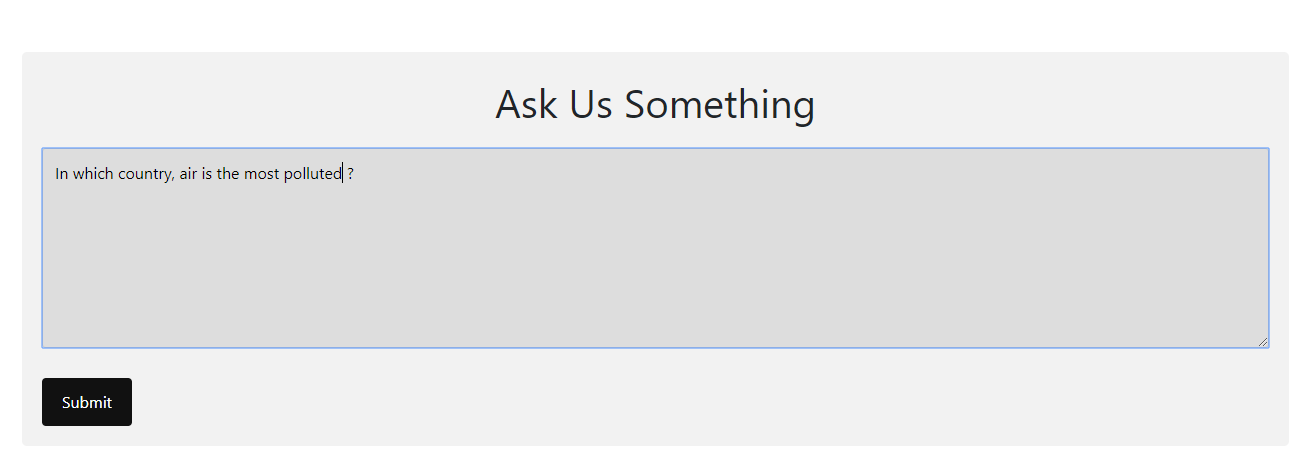 Ask Us Something
In which country, air is the most polluted ?
Submit